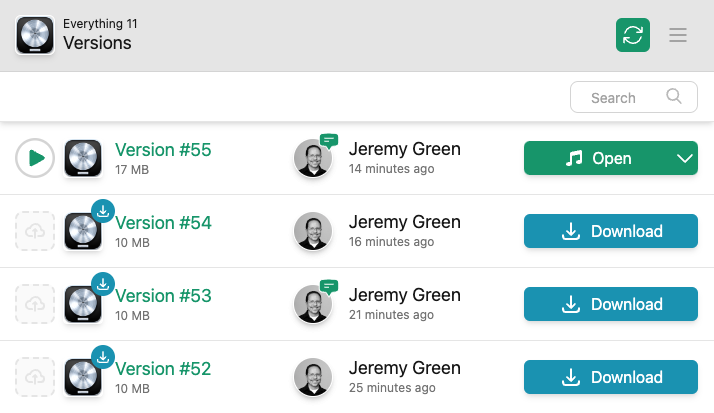 Everything 11
Versions
Search
Version #55
17 MB
Jeremy Green
14 minutes ago
Open
Version #54
10 MB
Jeremy Green
16 minutes ago
Download
Version #53
10 MB
Jeremy Green
21 minutes ago
Download
Version #52
10 MB
Jeremy Green
25 minutes ago
Download